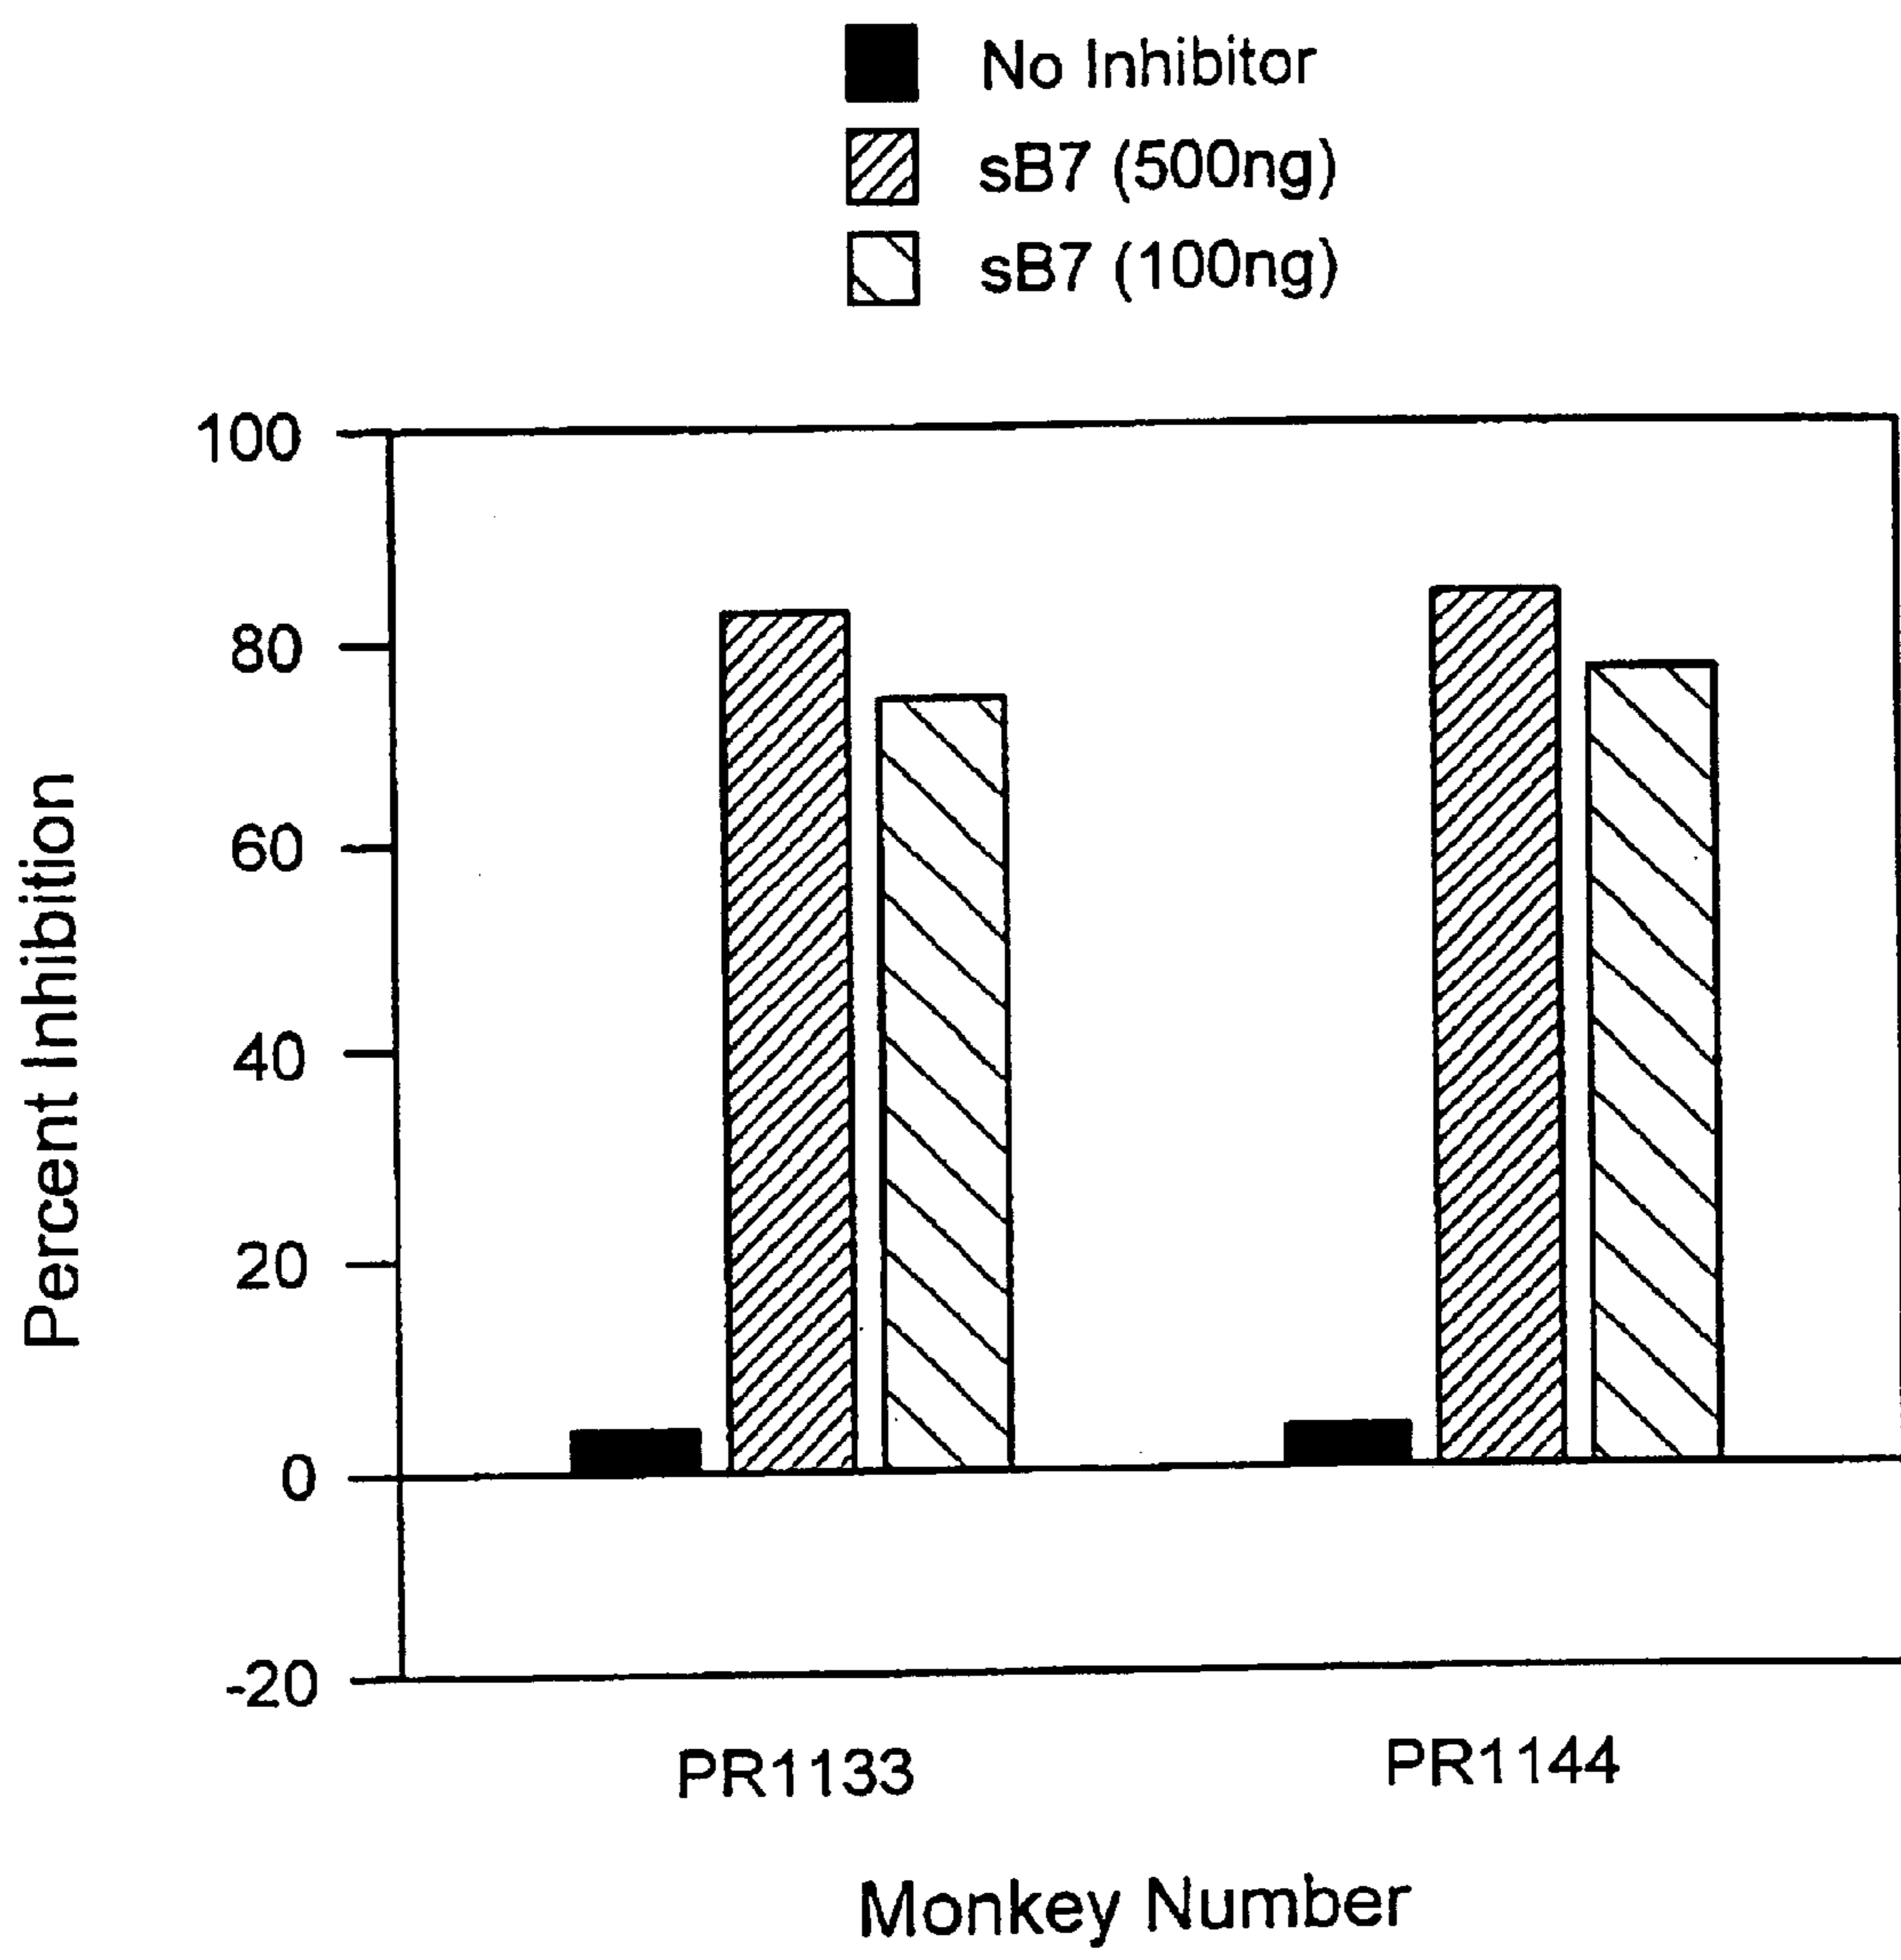 No Inhibitor
sB7 (500ng)
sB7 (100ng)
100
80
60
40
20
0
-20
Percent Inhibition
PR1133
PR1144
Monkey Number